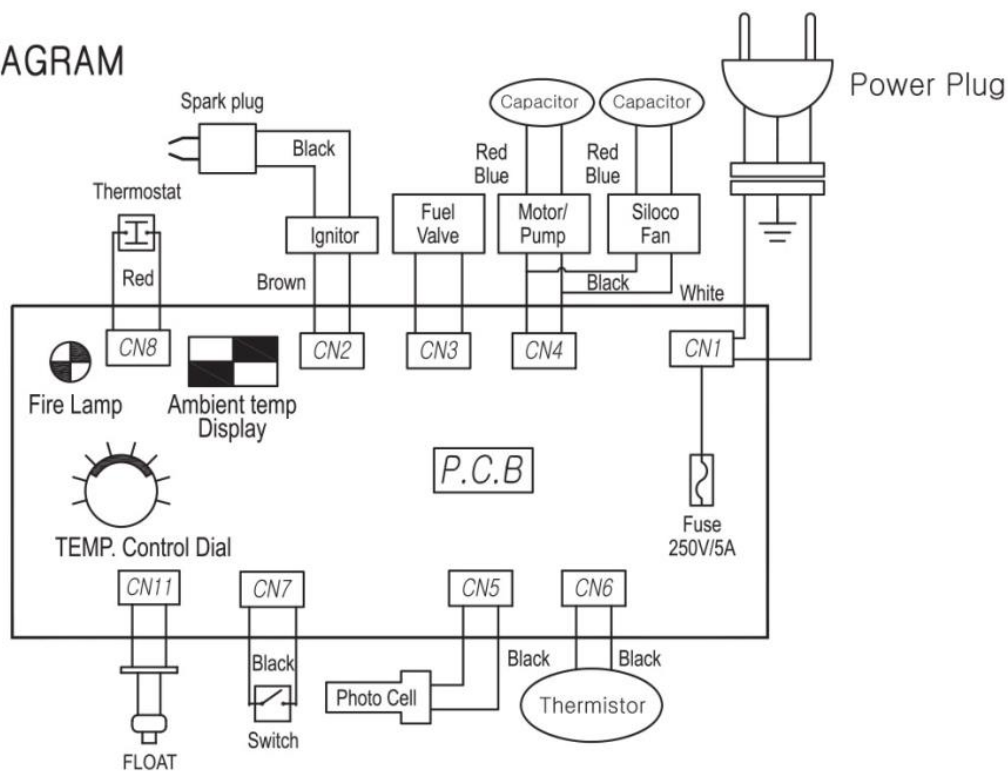 AGRAM
Power Plug
Spark plug
Capacitor
Capacitor
Black
Red
Blue
Red
Blue
Thermostat
Ignitor
Fuel
Valve
Motor/
Pump
Siloco
Fan
Red
Brown
Black
White
CN8
CN2
CN3
CN4
CN1
Fire Lamp
Ambient temp
Display
P.C.B
Fuse
250V/5A
TEMP. Control Dial
CN11
CN7
CN5
CN6
Black
Black
Black
Photo Cell
Thermistor
Switch
FLOAT